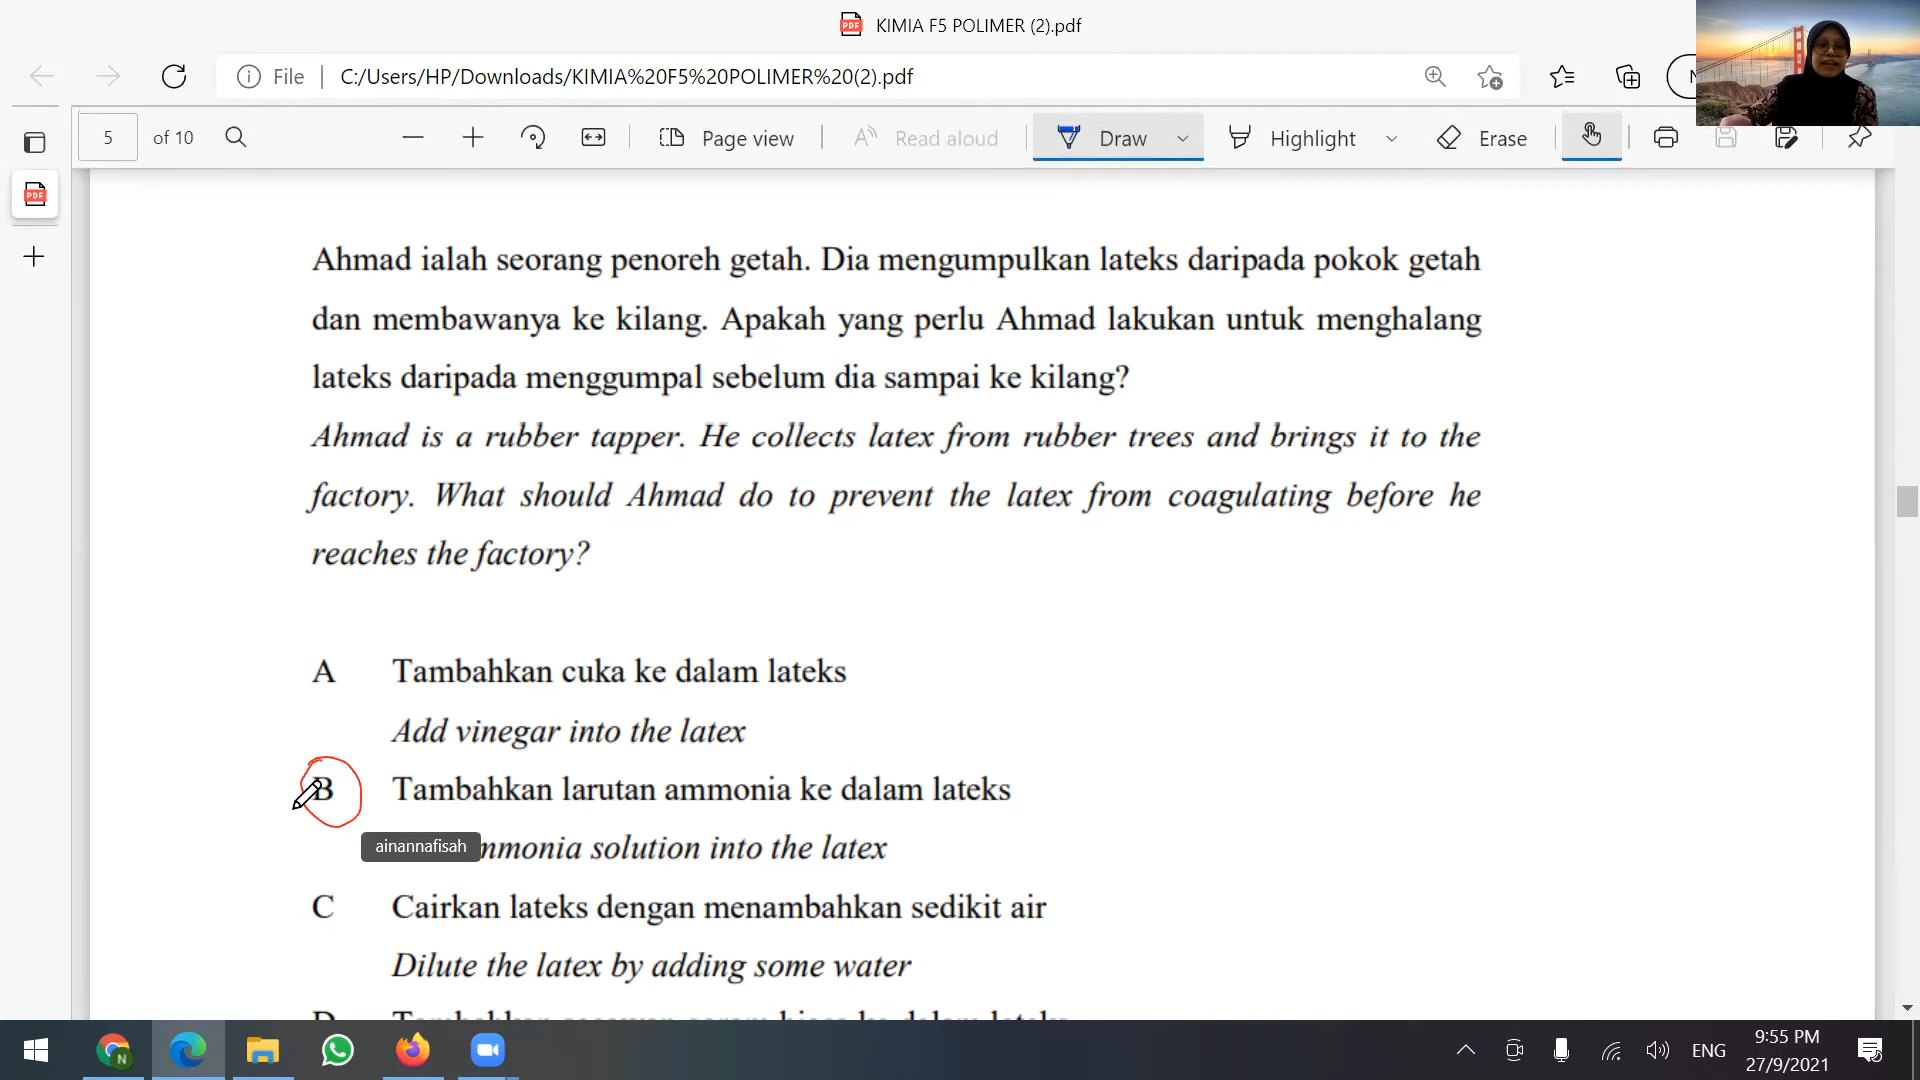 KIMIA F5 POLIMER (2).pdf
File
C:/Users/HP/Downloads/KIMIA%20F5%20POLIMER%20(2).pdf
N
5 of 10
Page view
Read aloud
Draw
Highlight
Erase
Ahmad ialah seorang penoreh getah. Dia mengumpulkan lateks daripada pokok getah
dan membawanya ke kilang. Apakah yang perlu Ahmad lakukan untuk menghalang
lateks daripada menggumpal sebelum dia sampai ke kilang?
Ahmad is a rubber tapper. He collects latex from rubber trees and brings it to the
factory. What should Ahmad do to prevent the latex from coagulating before he
reaches the factory?
A Tambahkan cuka ke dalam lateks
Add vinegar into the latex
B Tambahkan larutan ammonia ke dalam lateks
ainannafisah
solution into the latex
C Cairkan lateks dengan menambahkan sedikit air
Dilute the latex by adding some water
ENG
9:55 PM
27/9/2021